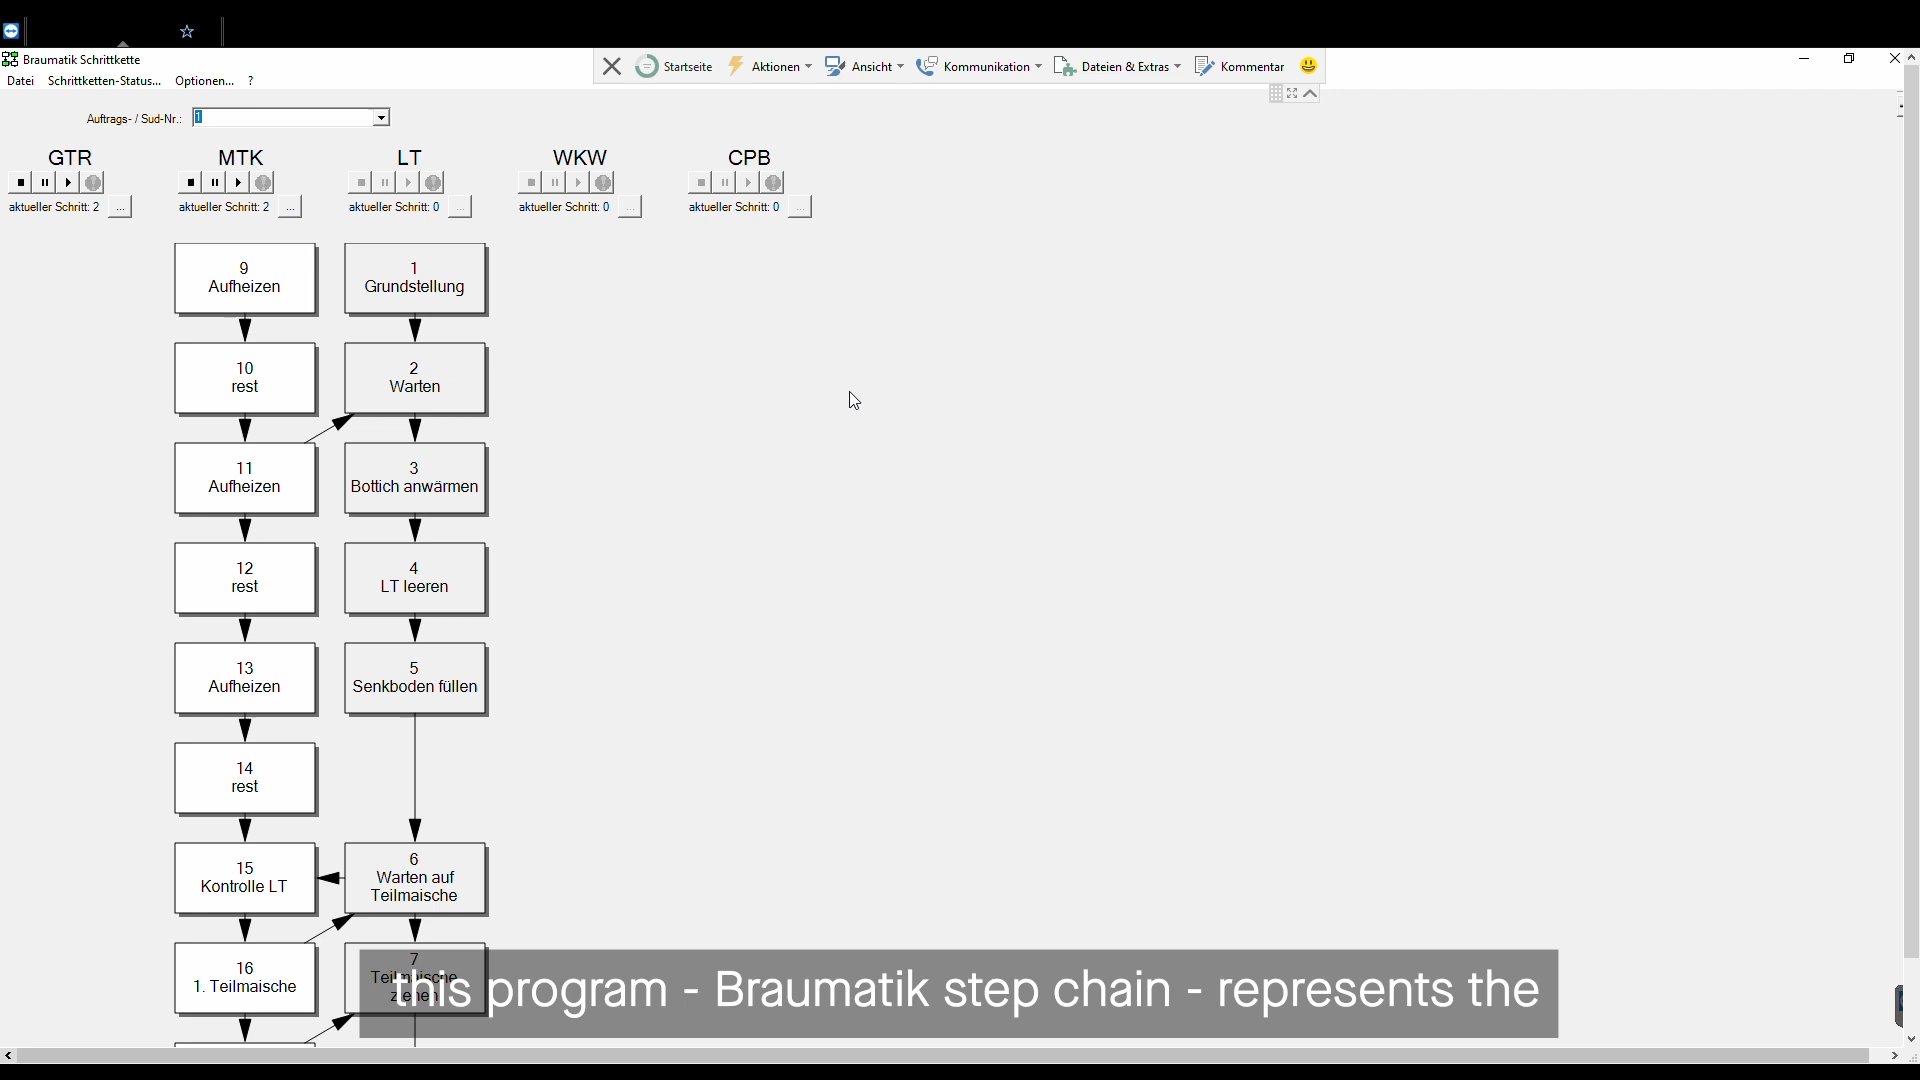 Braumatik Schrittkette
Datei Schrittketten-Status... Optionen... ?
Startseite Aktionen Ansicht Kommunikation Dateien & Extras Kommentar
Auftrags- / Sud-Nr.: 1
GTR MTK LT WKW CPB
aktueller Schritt: 2 ... aktueller Schritt: 2 ... aktueller Schritt: 0 ... aktueller Schritt: 0 ... aktueller Schritt: 0 ...
9
Aufheizen
1
Grundstellung
10
rest
2
Warten
11
Aufheizen
3
Bottich anwärmen
12
rest
4
LT leeren
13
Aufheizen
5
Senkboden füllen
14
rest
15
Kontrolle LT
6
Warten auf
Teilmaische
16
1. Teilmaische
7
Teilmaische
ziehen
this program - Braumatik step chain - represents the